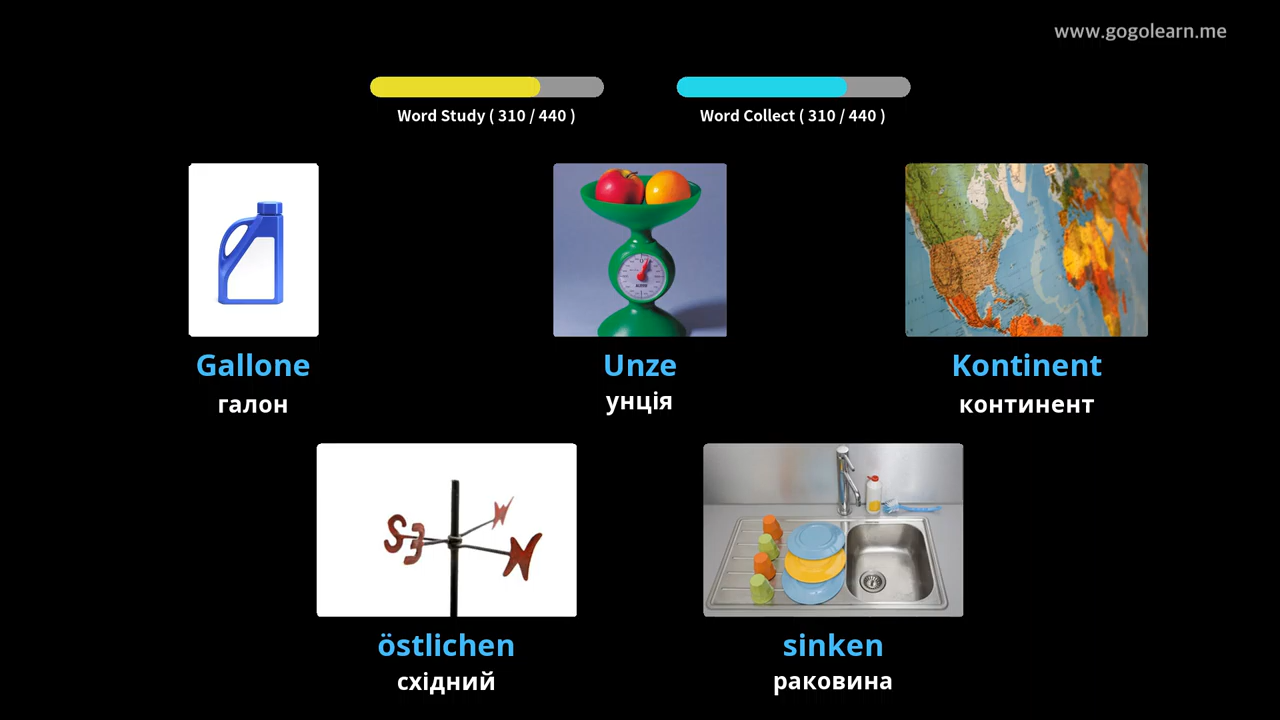 www.gogolearn.me
Word Study ( 310 / 440 )
Word Collect ( 310 / 440 )
Gallone
галон
Unze
унція
Kontinent
континент
östlichen
східний
sinken
раковина